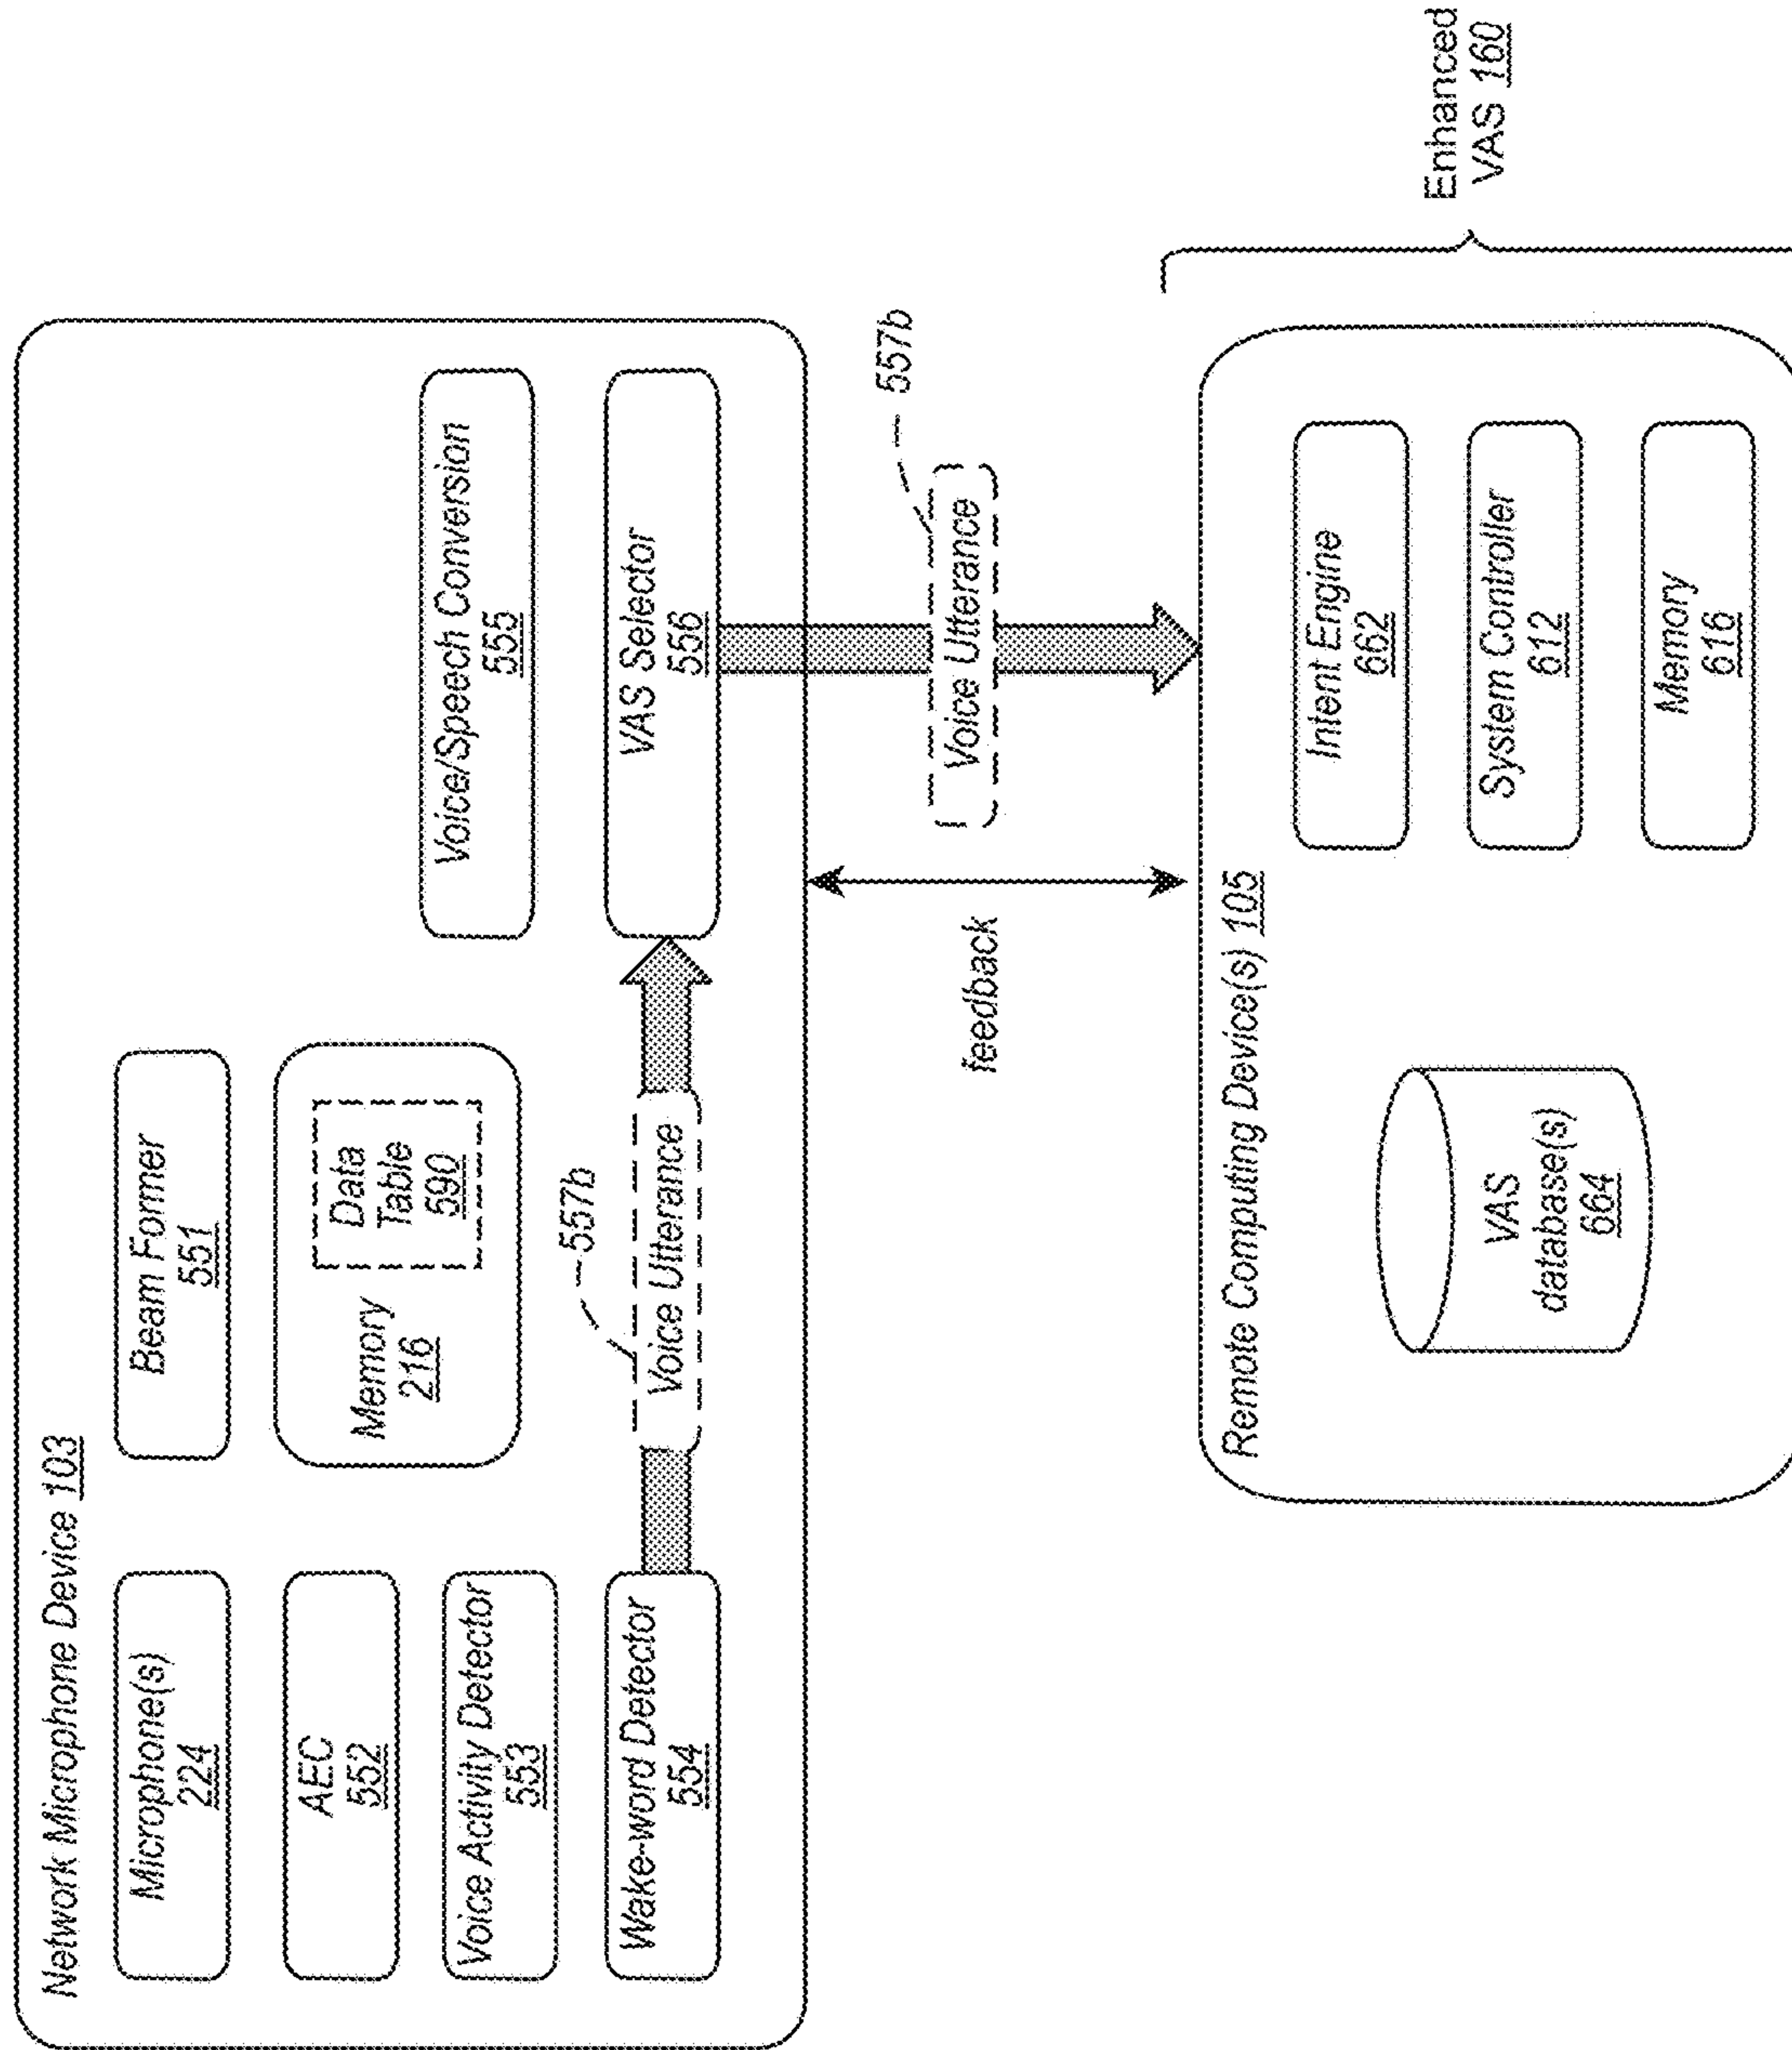 Network Microphone Device 103
Microphone(s)
224
Beam Former
551
AEC
552
Memory
216
Data
Table
590
Voice Activity Detector
553
Voice/Speech Conversion
555
557b
Wake-word Detector
554
Voice Utterance
VAS Selector
556
feedback
Voice Utterance
557b
Remote Computing Device(s) 105
VAS
database(s)
664
Intent Engine
662
System Controller
612
Memory
616
Enhanced
VAS 160